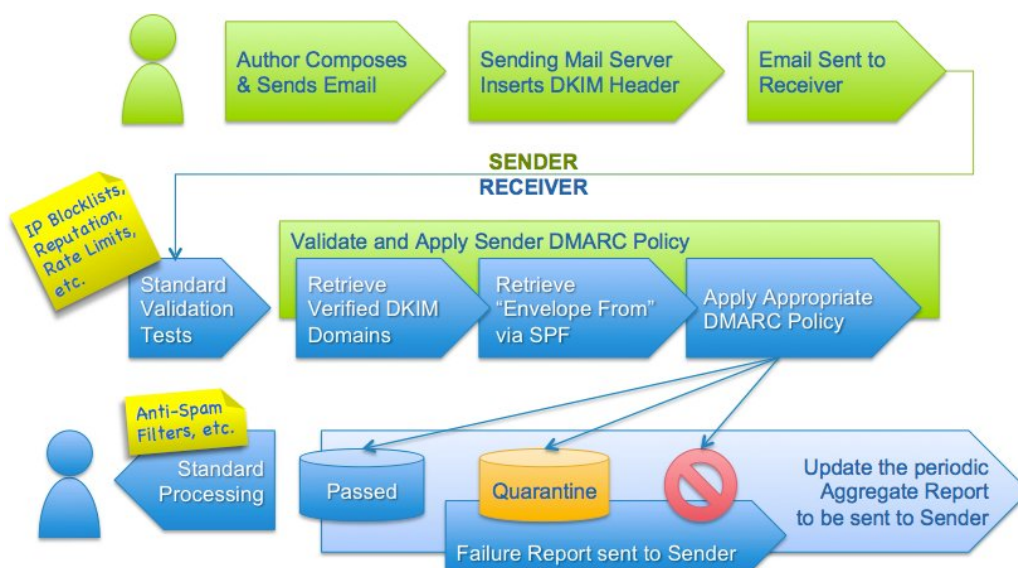 Author Composes
& Sends Email
Sending Mail Server
Inserts DKIM Header
Email Sent to
Receiver
SENDER
RECEIVER
IP Blocklists,
Reputation,
Rate Limits,
etc.
Validate and Apply Sender DMARC Policy
Standard
Validation
Tests
Retrieve
Verified DKIM
Domains
Retrieve
“Envelope From”
via SPF
Apply Appropriate
DMARC Policy
Anti-Spam
Filters, etc.
Standard
Processing
Passed
Quarantine
Update the periodic
Aggregate Report
to be sent to Sender
Failure Report sent to Sender